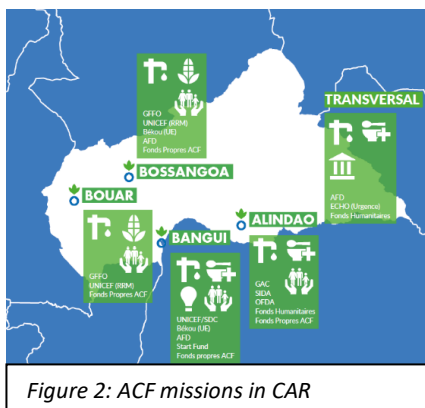 GFFO
UNICEF (RRM)
Békou (UE)
AFD
Fonds Propres ACF
BOSSANGOA
TRANSVERSAL
AFD
ECHO (Urgence)
Fonds Humanitaires
BOUAR
GFFO
UNICEF (RRM)
Fonds Propres ACF
BANGUI
UNICEF/SDC
Békou (UE)
AFD
Start Fund
Fonds propres ACF
ALINDAO
GAC
SIDA
OFDA
Fonds Humanitaires
Fonds Propres ACF
Figure 2: ACF missions in CAR